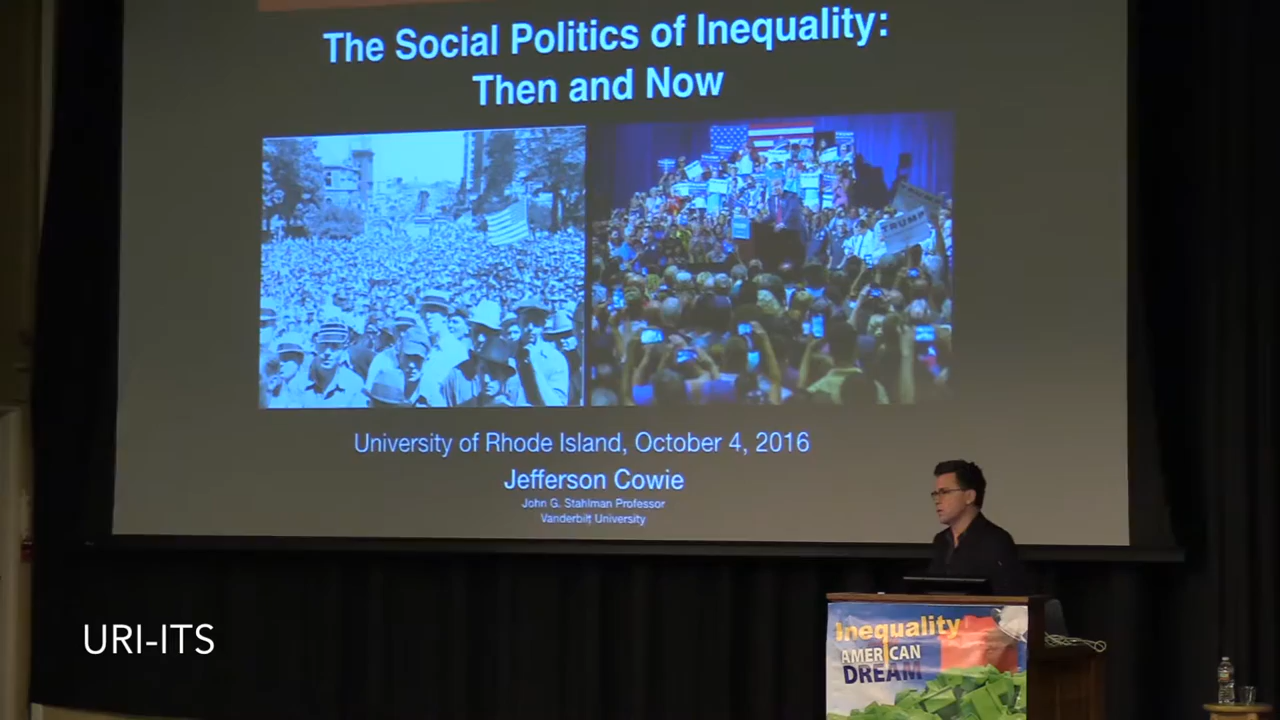 The Social Politics of Inequality:
Then and Now
TRUMP
University of Rhode Island, October 4, 2016
Jefferson Cowie
John G. Stahlman Professor
Vanderbilt University
URI-ITS
Inequality
AMERICAN
DREAM